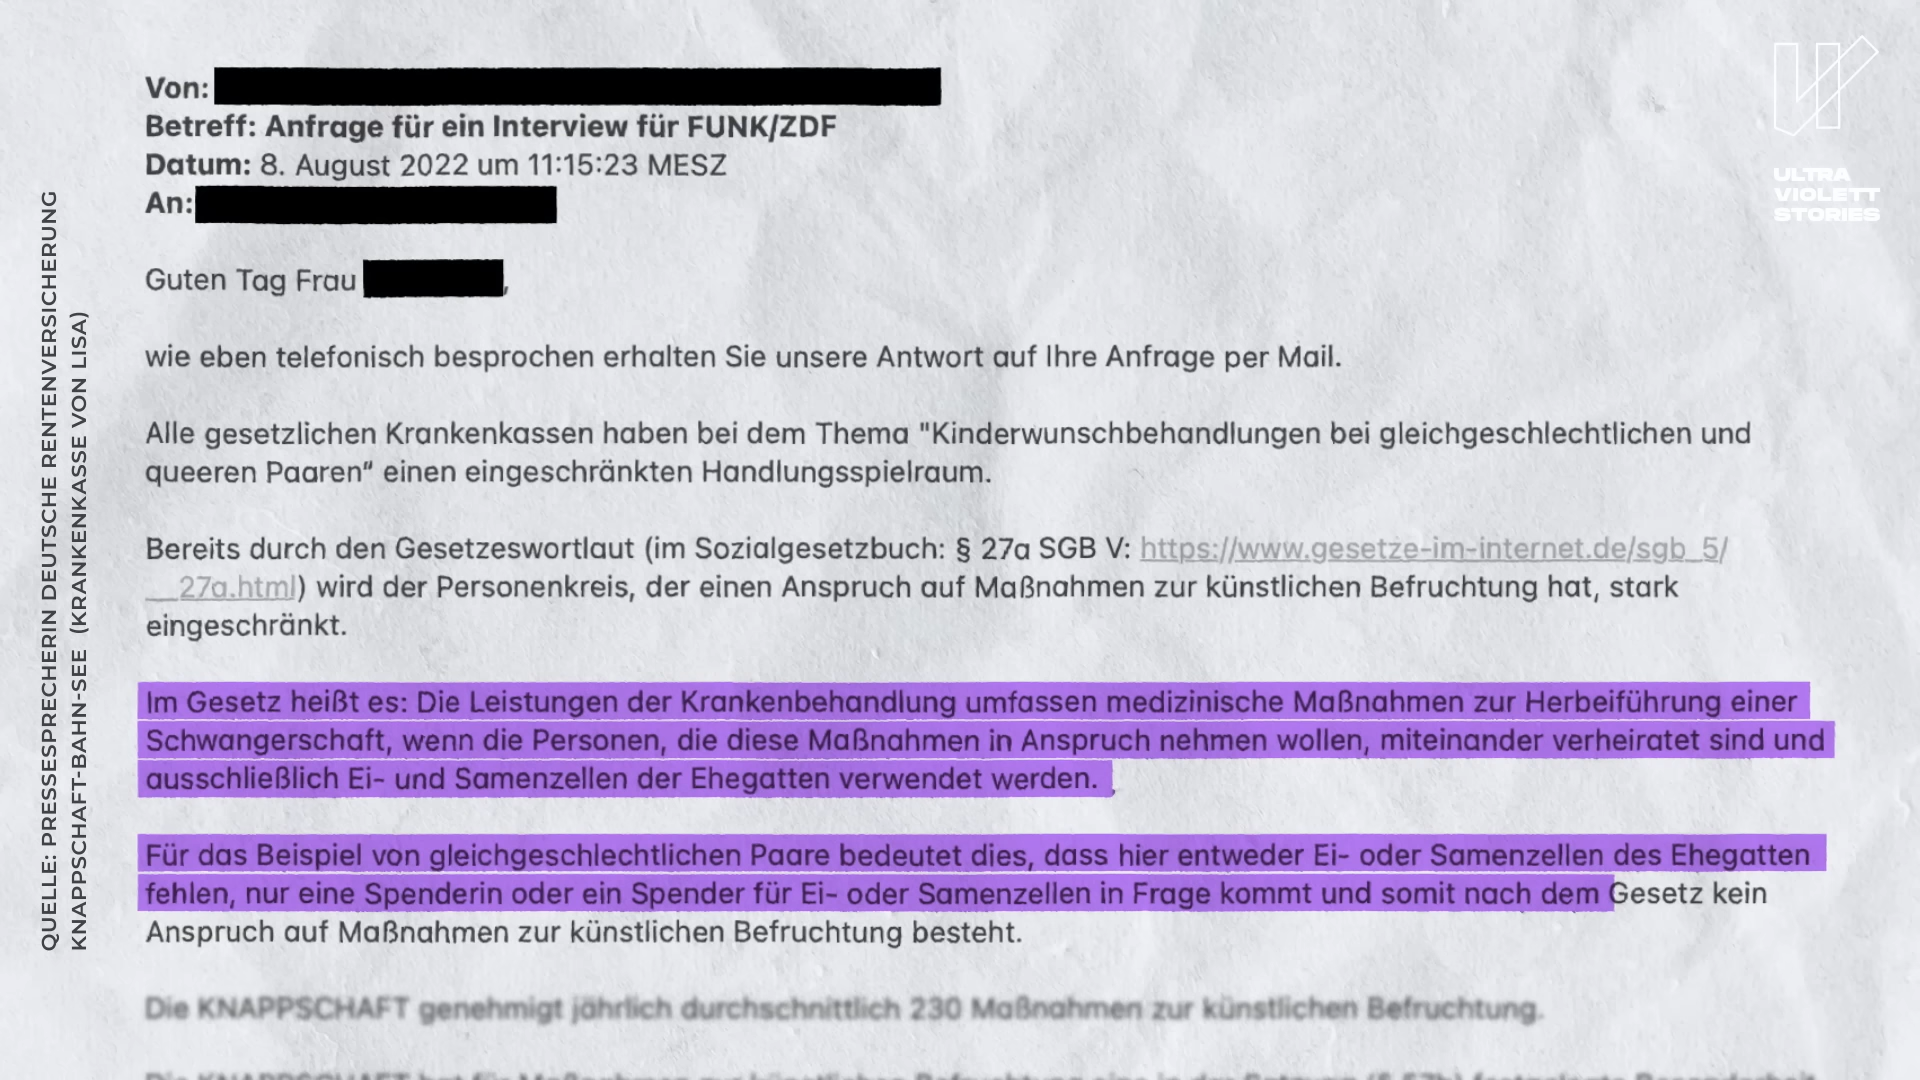 Von:
Betreff: Anfrage für ein Interview für FUNK/ZDF
Datum: 8. August 2022 um 11:15:23 MESZ
An:
Guten Tag Frau ,
wie eben telefonisch besprochen erhalten Sie unsere Antwort auf Ihre Anfrage per Mail.
Alle gesetzlichen Krankenkassen haben bei dem Thema "Kinderwunschbehandlungen bei gleichgeschlechtlichen und
queeren Paaren“ einen eingeschränkten Handlungsspielraum.
Bereits durch den Gesetzeswortlaut (im Sozialgesetzbuch: § 27a SGB V: https://www.gesetze-im-internet.de/sgb_5/
__27a.html) wird der Personenkreis, der einen Anspruch auf Maßnahmen zur künstlichen Befruchtung hat, stark
eingeschränkt.
Im Gesetz heißt es: Die Leistungen der Krankenbehandlung umfassen medizinische Maßnahmen zur Herbeiführung einer
Schwangerschaft, wenn die Personen, die diese Maßnahmen in Anspruch nehmen wollen, miteinander verheiratet sind und
ausschließlich Ei- und Samenzellen der Ehegatten verwendet werden.
Für das Beispiel von gleichgeschlechtlichen Paare bedeutet dies, dass hier entweder Ei- oder Samenzellen des Ehegatten
fehlen, nur eine Spenderin oder ein Spender für Ei- oder Samenzellen in Frage kommt und somit nach dem Gesetz kein
Anspruch auf Maßnahmen zur künstlichen Befruchtung besteht.
Die KNAPPSCHAFT genehmigt jährlich durchschnittlich 230 Maßnahmen zur künstlichen Befruchtung.
QUELLE: PRESSESPRECHERIN DEUTSCHE RENTENVERSICHERUNG
KNAPPSCHAFT-BAHN-SEE (KRANKENKASSE VON LISA)
ULTRA
VIOLETT
STORIES